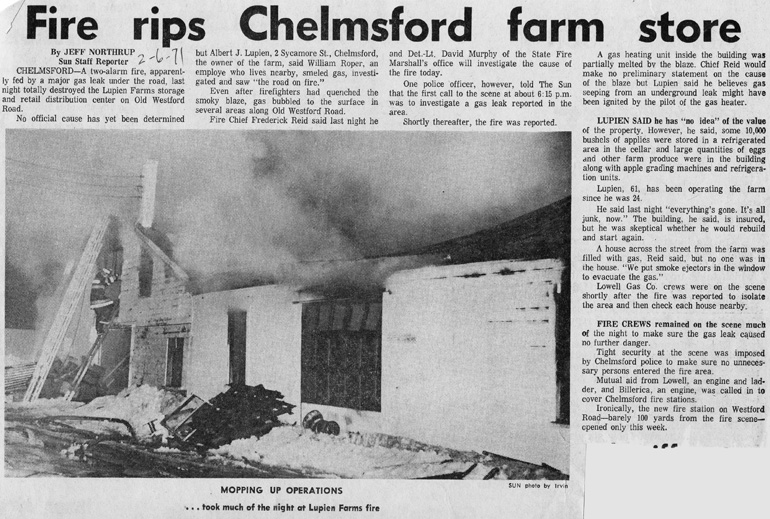 Fire rips Chelmsford farm store
By JEFF NORTHRUP
Sun Staff Reporter
2-6-71
CHELMSFORD—A two-alarm fire, apparent-
ly fed by a major gas leak under the road, last
night totally destroyed the Lupien Farms storage
and retail distribution center on Old Westford
Road.
No official cause has yet been determined
but Albert J. Lupien, 2 Sycamore St., Chelmsford,
the owner of the farm, said William Roper, an
employe who lives nearby, smeled gas, investi-
gated and saw "the road on fire."
Even after firefighters had quenched the
smoky blaze, gas bubbled to the surface in
several areas along Old Westford Road.
Fire Chief Frederick Reid said last night he
and Det.-Lt. David Murphy of the State Fire
Marshall's office will investigate the cause of
the fire today.
One police officer, however, told The Sun
that the first call to the scene at about 6:15 p.m.
was to investigate a gas leak reported in the
area.
Shortly thereafter, the fire was reported.
A gas heating unit inside the building was
partially melted by the blaze. Chief Reid would
make no preliminary statement on the cause
of the blaze but Lupien said he believes gas
seeping from an underground leak might have
been ignited by the pilot of the gas heater.
LUPIEN SAID he has "no idea" of the value
of the property. However, he said, some 10,000
bushels of applies were stored in a refrigerated
area in the cellar and large quantities of eggs
and other farm produce were in the building
along with apple grading machines and refrigera-
tion units.
Lupien, 61, has been operating the farm
since he was 24.
He said last night "everything's gone. It's all
junk, now." The building, he said, is insured,
but he was skeptical whether he would rebuild
and start again.
A house across the street from the farm was
filled with gas, Reid said, but no one was in
the house. "We put smoke ejectors in the window
to evacuate the gas."
Lowell Gas Co. crews were on the scene
shortly after the fire was reported to isolate
the area and then check each house nearby.
FIRE CREWS remained on the scene much
of the night to make sure the gas leak caused
no further danger.
Tight security at the scene was imposed
by Chelmsford police to make sure no unneces-
sary persons entered the fire area.
Mutual aid from Lowell, an engine and lad-
der, and Billerica, an engine, was called in to
cover Chelmsford fire stations.
Ironically, the new fire station on Westford
Road—barely 100 yards from the fire scene—
opened only this week.
SUN photo by Irvin
MOPPING UP OPERATIONS
... took much of the night at Lupien Farms fire